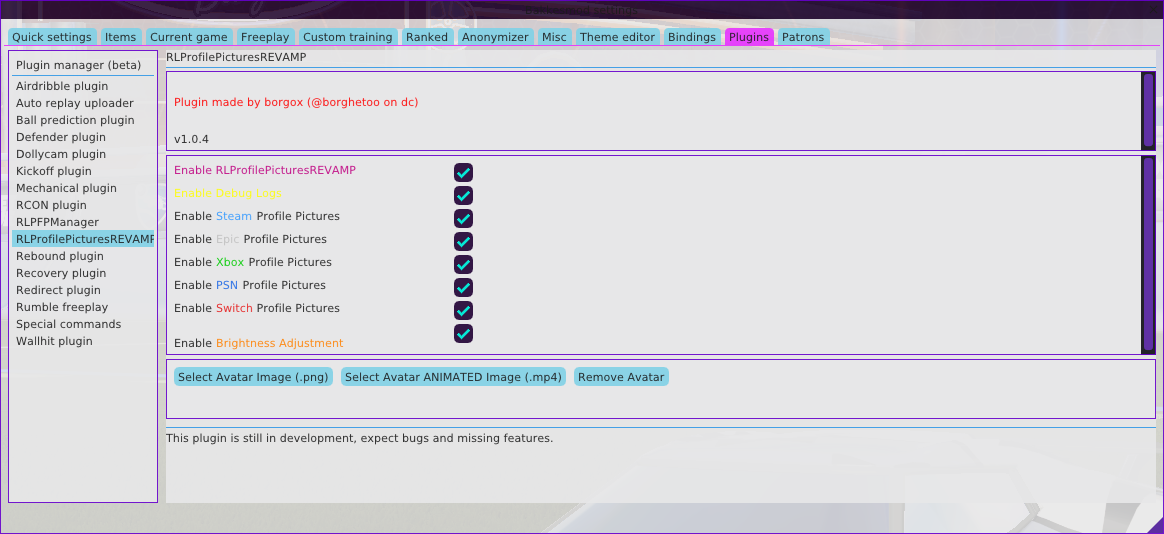 Quick settings Items Current game Freeplay Custom training Ranked Anonymizer Misc Theme editor Bindings Plugins Patrons
Plugin manager (beta)
Airdribble plugin
Auto replay uploader
Ball prediction plugin
Defender plugin
Dollycam plugin
Kickoff plugin
Mechanical plugin
RCON plugin
RLPFPManager
RLProfilePicturesREVAMP
Rebound plugin
Recovery plugin
Redirect plugin
Rumble freeplay
Special commands
Wallhit plugin
RLProfilePicturesREVAMP
Plugin made by borgox (@borghetoo on dc)
v1.0.4
Enable RLProfilePicturesREVAMP
Enable Debug Logs
Enable Steam Profile Pictures
Enable Epic Profile Pictures
Enable Xbox Profile Pictures
Enable PSN Profile Pictures
Enable Switch Profile Pictures
Enable Brightness Adjustment
Select Avatar Image (.png) Select Avatar ANIMATED Image (.mp4) Remove Avatar
This plugin is still in development, expect bugs and missing features.